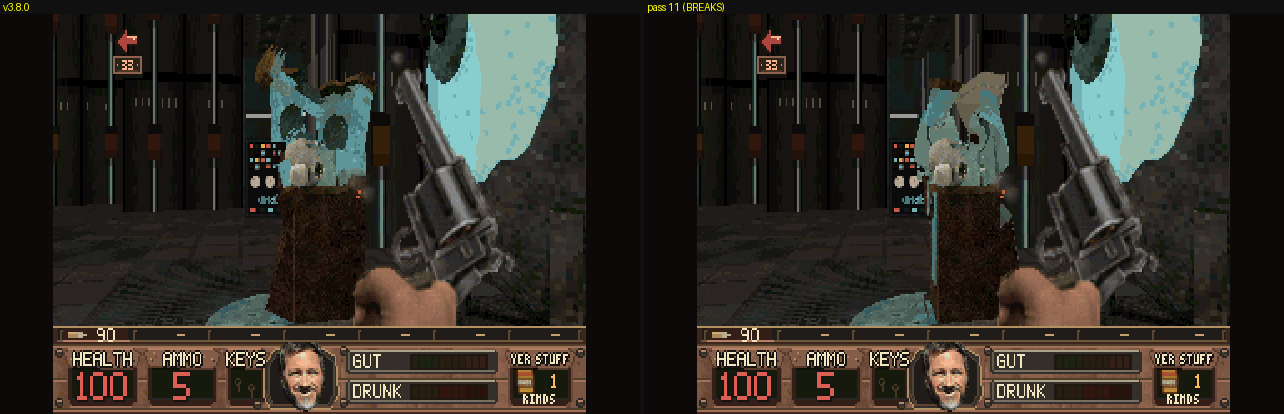 v3.8.0
pass 11 (BREAKS)
33
33
90
90
HEALTH AMMO KEYS GUT YER STUFF
100 5 DRUNK 1
RINDS
HEALTH AMMO KEYS GUT YER STUFF
100 5 DRUNK 1
RINDS